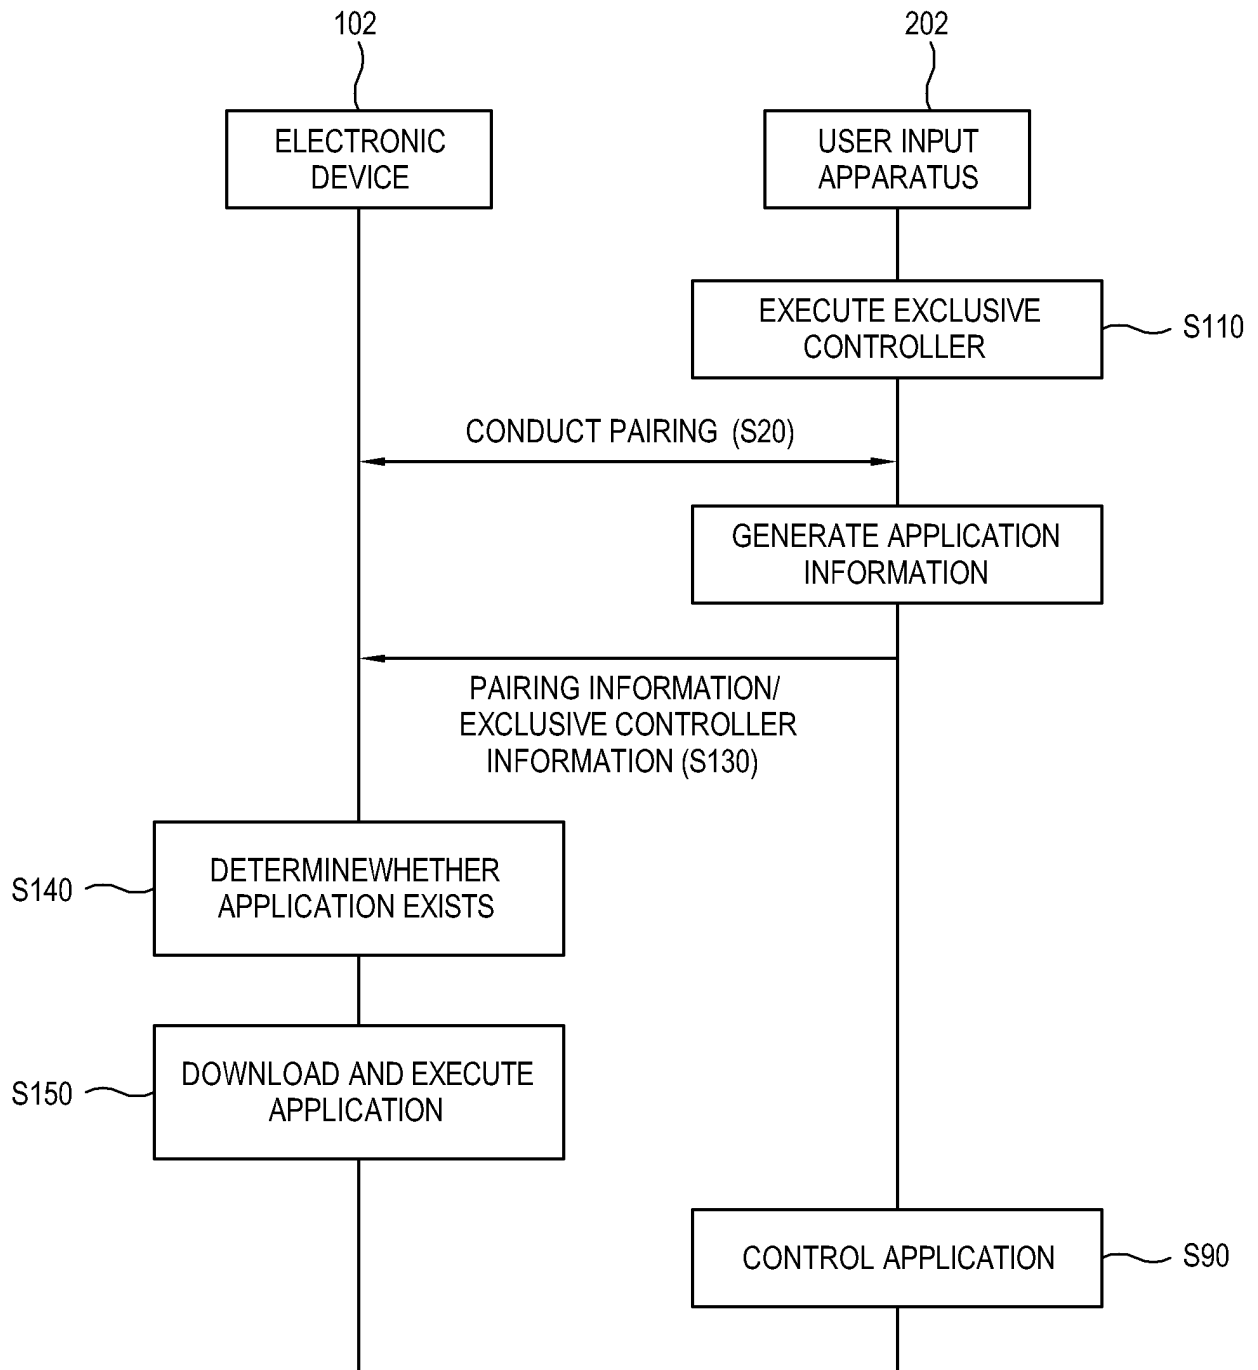 102
202
ELECTRONIC
DEVICE
USER INPUT
APPARATUS
EXECUTE EXCLUSIVE
CONTROLLER
S110
CONDUCT PAIRING (S20)
GENERATE APPLICATION
INFORMATION
PAIRING INFORMATION/
EXCLUSIVE CONTROLLER
INFORMATION (S130)
S140
DETERMINEWHETHER
APPLICATION EXISTS
S150
DOWNLOAD AND EXECUTE
APPLICATION
CONTROL APPLICATION
S90